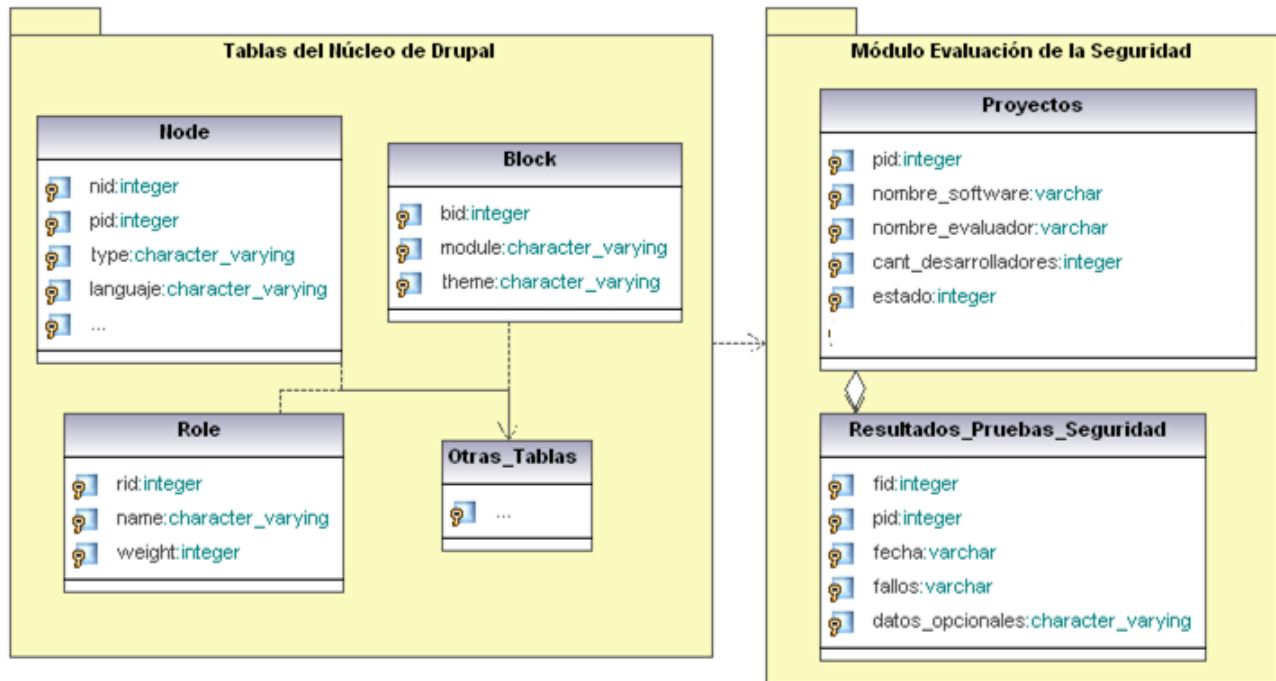 Tablas del Núcleo de Drupal
Node
nid:integer
pid:integer
type:character_varying
languaje:character_varying
...
Block
bid:integer
module:character_varying
theme:character_varying
Role
rid:integer
name:character_varying
weight:integer
Otras_Tablas
...
Módulo Evaluación de la Seguridad
Proyectos
pid:integer
nombre_software:varchar
nombre_evaluador:varchar
cant_desarrolladores:integer
estado:integer
Resultados_Pruebas_Seguridad
fid:integer
pid:integer
fecha:varchar
fallos:varchar
datos_opcionales:character_varying